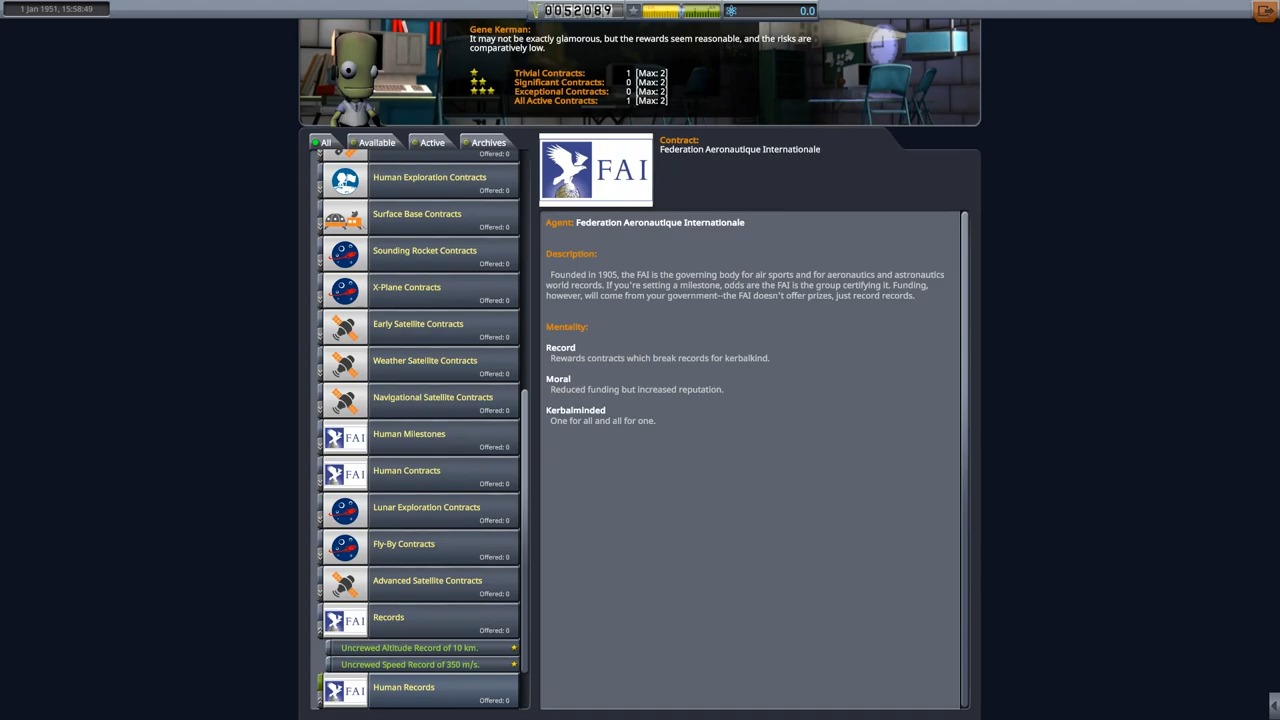 1 Jan 1951, 15:58:49
0052089
0.0
Gene Kerman:
It may not be exactly glamorous, but the rewards seem reasonable, and the risks are
comparatively low.
Trivial Contracts: 1 [Max: 2]
Significant Contracts: 0 [Max: 2]
Exceptional Contracts: 0 [Max: 2]
All Active Contracts: 1 [Max: 2]
All Available Active Archives
Offered: 0
Human Exploration Contracts
Offered: 0
Surface Base Contracts
Offered: 0
Sounding Rocket Contracts
Offered: 0
X-Plane Contracts
Offered: 0
Early Satellite Contracts
Offered: 0
Weather Satellite Contracts
Offered: 0
Navigational Satellite Contracts
Offered: 0
FAI
Human Milestones
Offered: 0
FAI
Human Contracts
Offered: 0
Lunar Exploration Contracts
Offered: 0
Fly-By Contracts
Offered: 0
Advanced Satellite Contracts
Offered: 0
FAI
Records
Offered: 0
Uncrewed Altitude Record of 10 km.
Uncrewed Speed Record of 350 m/s.
FAI
Human Records
Offered: 0
FAI
Contract:
Federation Aeronautique Internationale
Agent: Federation Aeronautique Internationale
Description:
Founded in 1905, the FAI is the governing body for air sports and for aeronautics and astronautics
world records. If you're setting a milestone, odds are the FAI is the group certifying it. Funding,
however, will come from your government--the FAI doesn't offer prizes, just record records.
Mentality:
Record
Rewards contracts which break records for kerbalkind.
Moral
Reduced funding but increased reputation.
Kerbalminded
One for all and all for one.